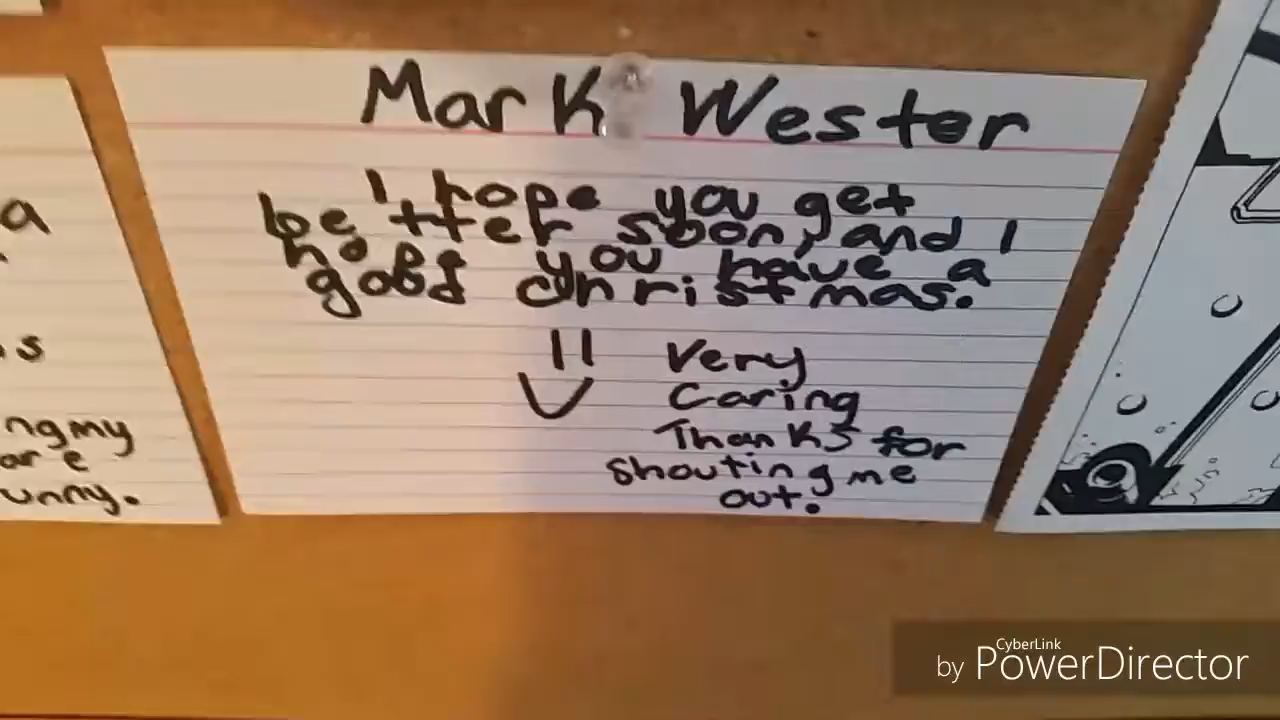 Mark Wester
I hope you get
better soon, and I
hope you have a
good christmas.
Very
Caring
Thanks for
shouting me
out.
a
s
ngmy
are
unny.
CyberLink
by PowerDirector